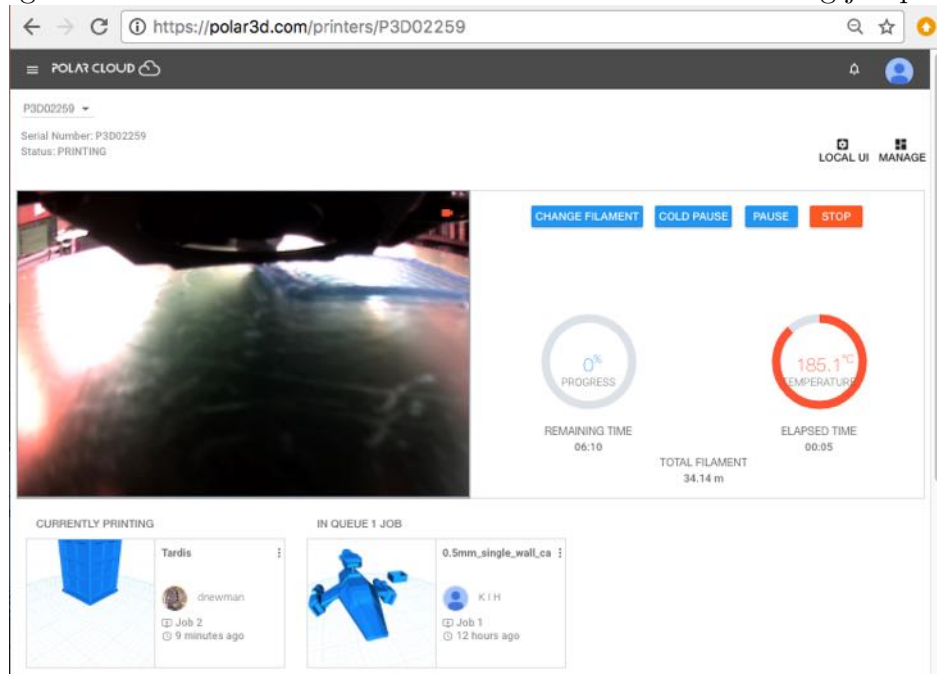 https://polar3d.com/printers/P3D02259
POLAR CLOUD
P3D02259
Serial Number: P3D02259
Status: PRINTING
LOCAL UI MANAGE
CHANGE FILAMENT COLD PAUSE PAUSE STOP
0%
PROGRESS
185.1°C
TEMPERATURE
REMAINING TIME
06:10
ELAPSED TIME
00:05
TOTAL FILAMENT
34.14 m
CURRENTLY PRINTING
Tardis
drewman
Job 2
9 minutes ago
IN QUEUE 1 JOB
0.5mm_single_wall_ca
K I H
Job 1
12 hours ago